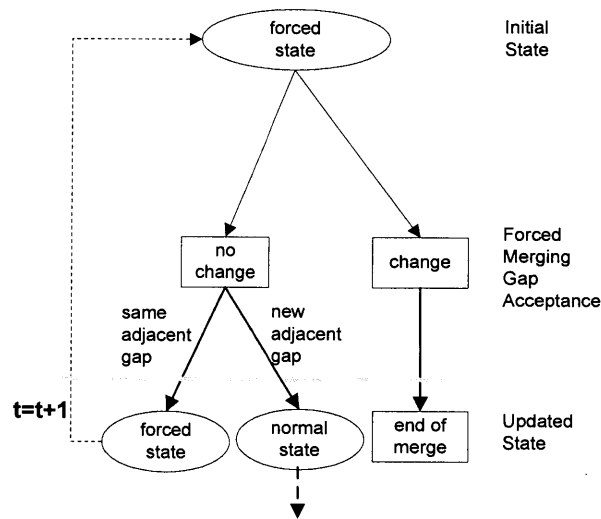 forced
state
Initial
State
no
change
change
Forced
Merging
Gap
Acceptance
same
adjacent
gap
new
adjacent
gap
t=t+1
forced
state
normal
state
end of
merge
Updated
State